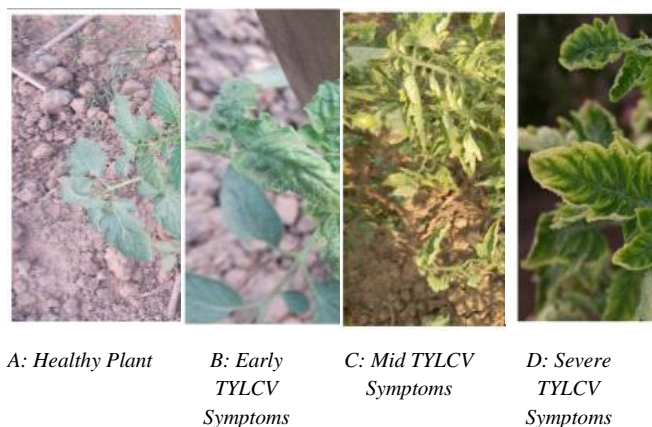 A: Healthy Plant
B: Early
TYLCV
Symptoms
C: Mid TYLCV
Symptoms
D: Severe
TYLCV
Symptoms